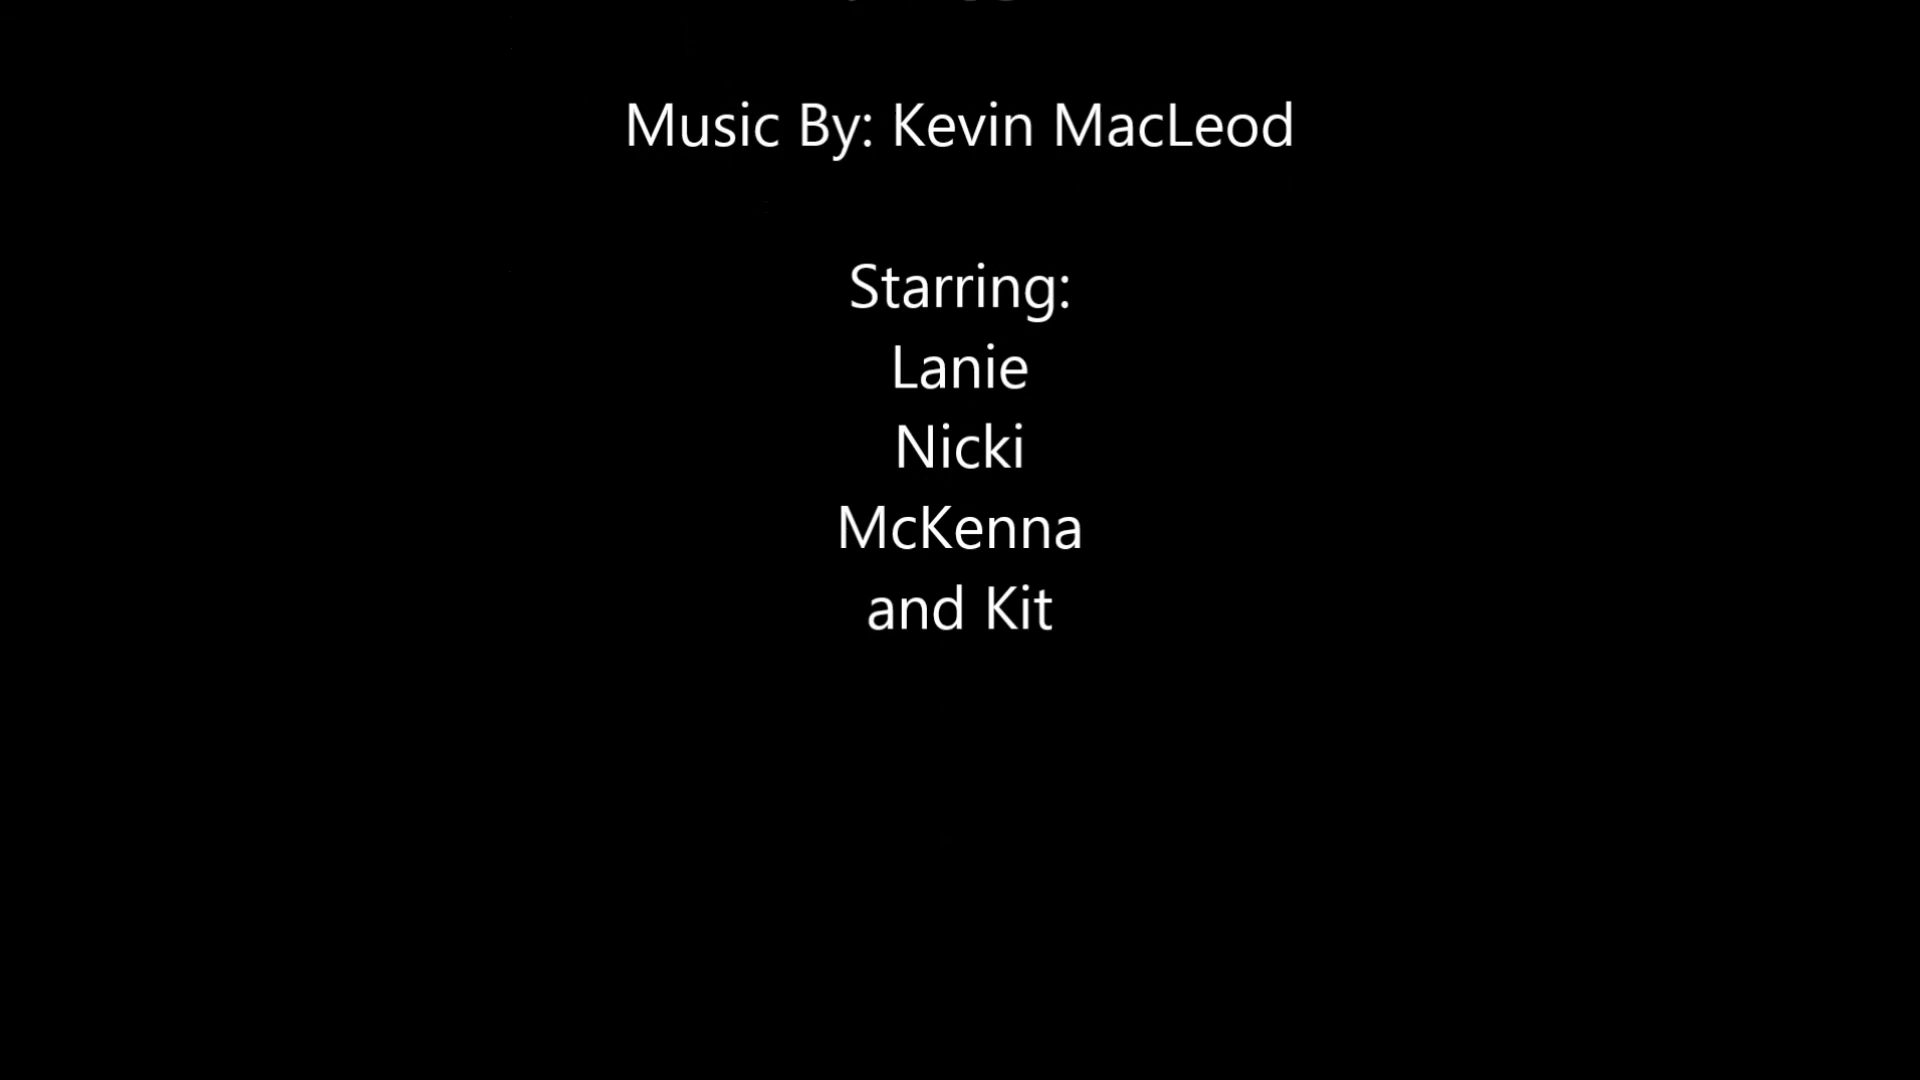 Music By: Kevin MacLeod
Starring:
Lanie
Nicki
McKenna
and Kit